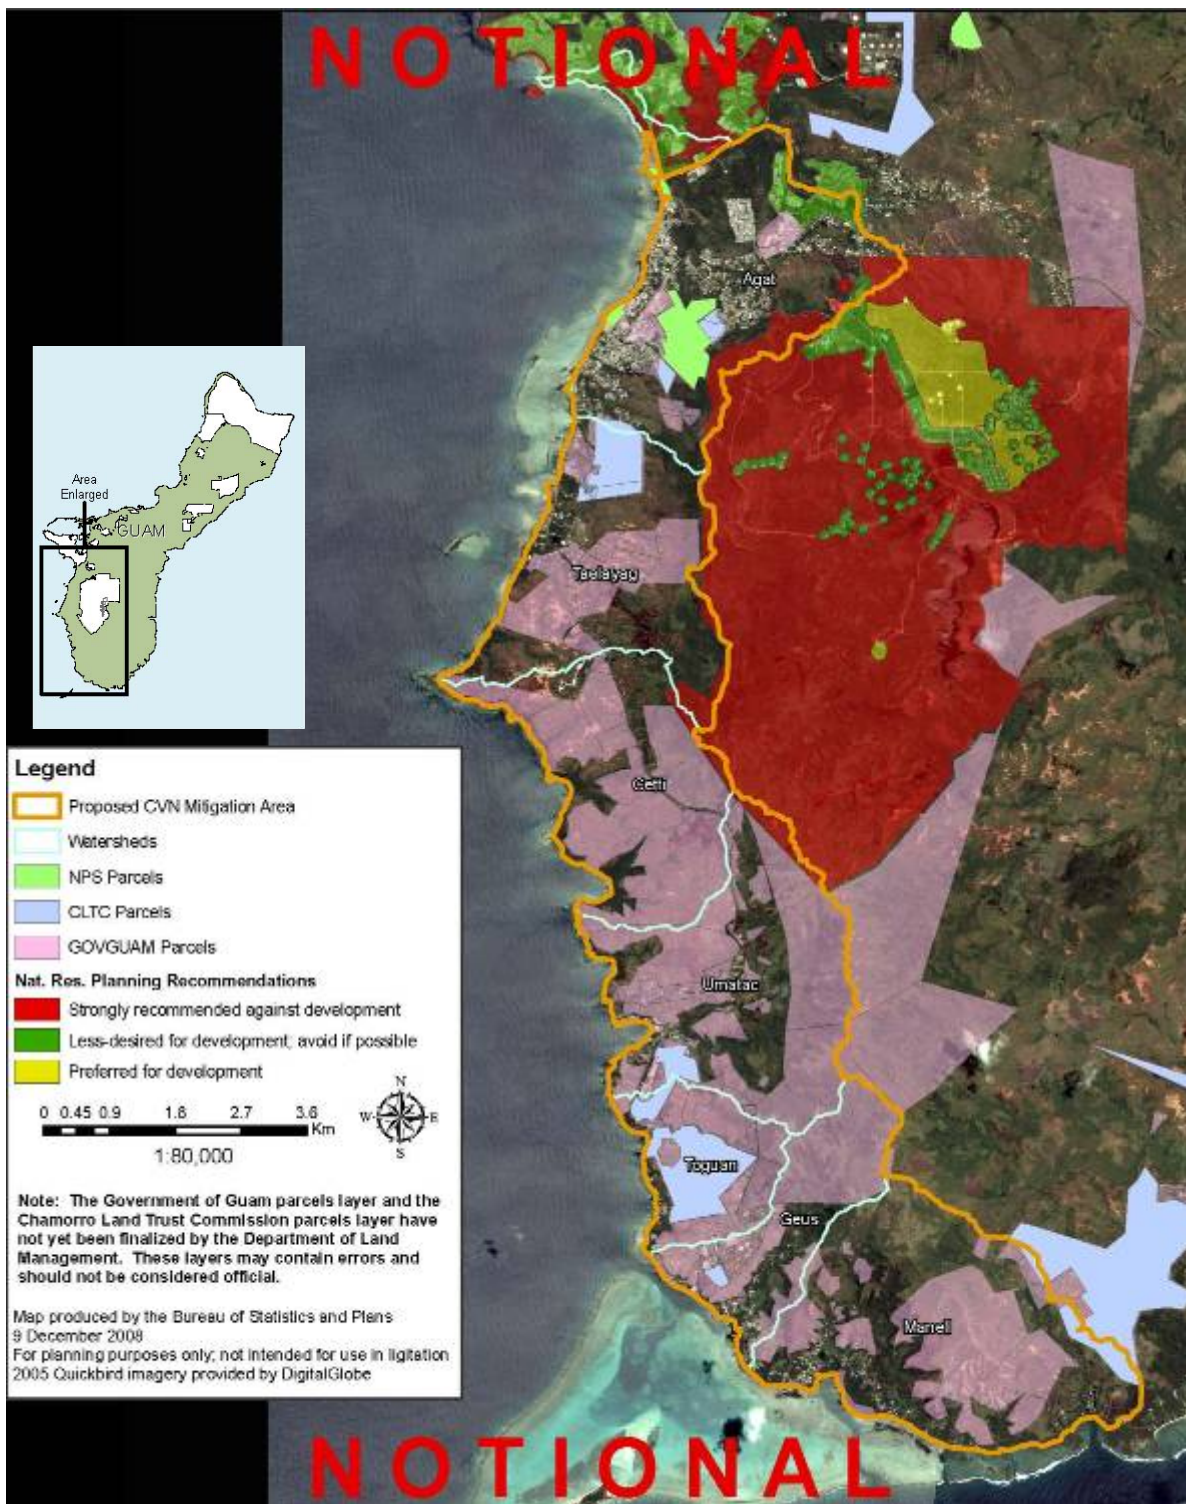 NOTIONAL
Agat
Area
Enlarged
GUAM
Taelayag
Cetti
Umatac
Toguan
Geus
Manell
Legend
Proposed CVN Mitigation Area
Watersheds
NPS Parcels
CLTC Parcels
GOVGUAM Parcels
Nat. Res. Planning Recommendations
Strongly recommended against development
Less-desired for development; avoid if possible
Preferred for development
N
W E
S
0 0.45 0.9 1.8 2.7 3.6
Km
1:80,000
Note: The Government of Guam parcels layer and the
Chamorro Land Trust Commission parcels layer have
not yet been finalized by the Department of Land
Management. These layers may contain errors and
should not be considered official.
Map produced by the Bureau of Statistics and Plans
9 December 2008
For planning purposes only; not intended for use in ligitation
2005 Quickbird imagery provided by DigitalGlobe
NOTIONAL